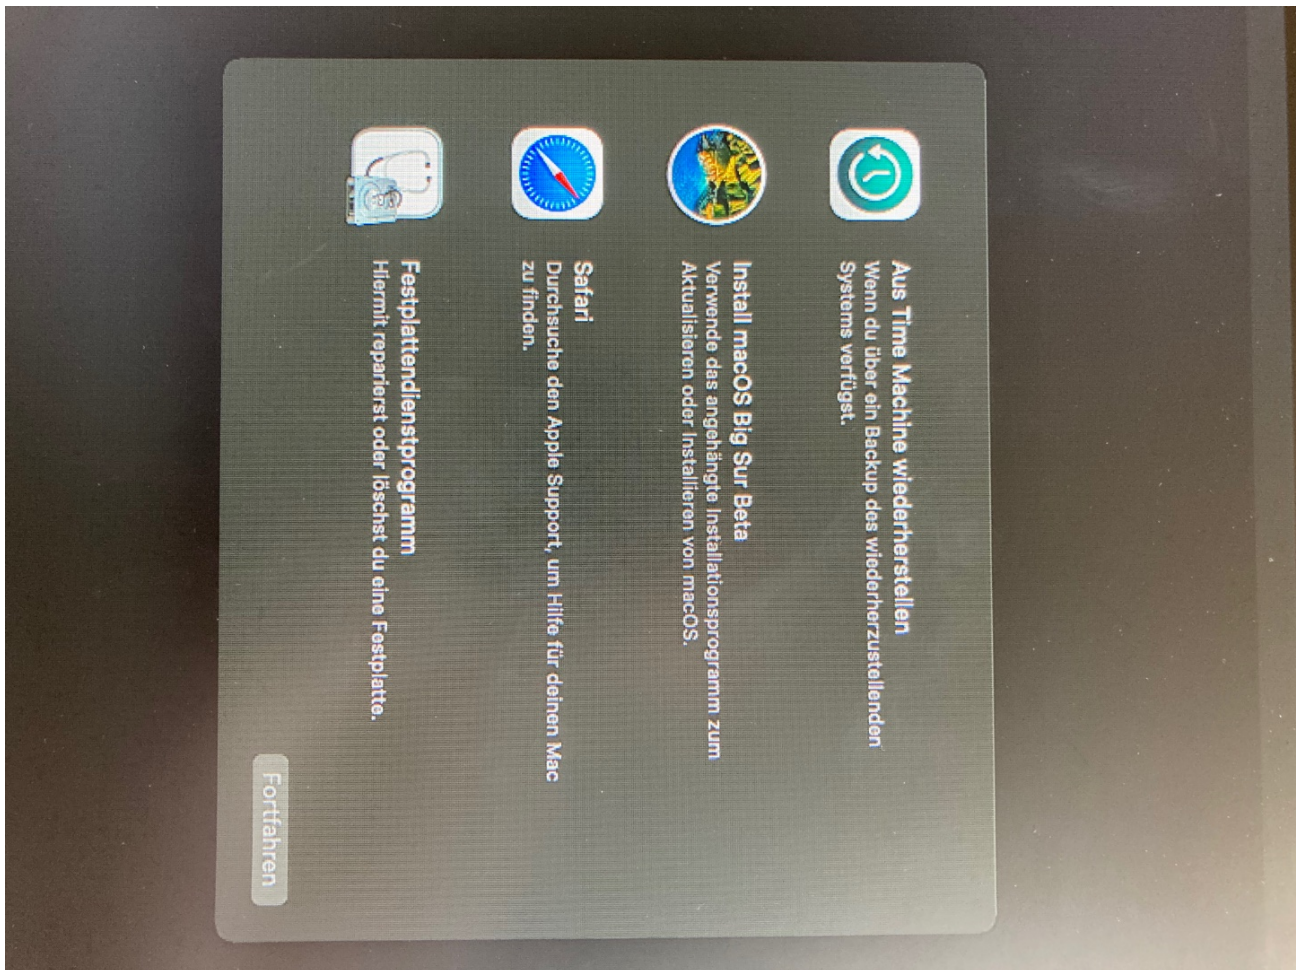 Aus Time Machine wiederherstellen
Wenn du über ein Backup des wiederherzustellenden
Systems verfügst.
Install macOS Big Sur Beta
Verwende das angehängte Installationsprogramm zum
Aktualisieren oder Installieren von macOS.
Safari
Durchsuche den Apple Support, um Hilfe für deinen Mac
zu finden.
Festplattendienstprogramm
Hiermit reparierst oder löschst du eine Festplatte.
Fortfahren